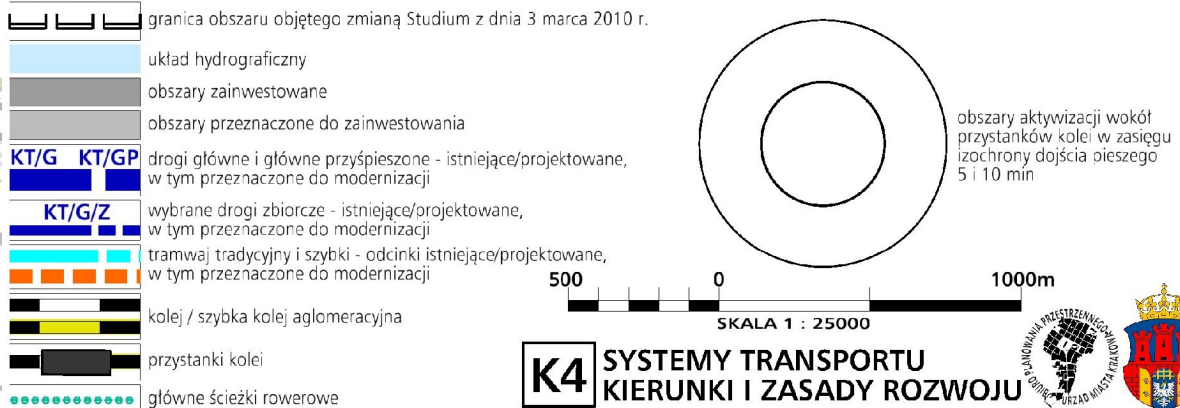 granica obszaru objętego zmianą Studium z dnia 3 marca 2010 r.
układ hydrograficzny
obszary zainwestowane
obszary przeznaczone do zainwestowania
KT/G KT/GP
drogi główne i główne przyśpieszone - istniejące/projektowane,
w tym przeznaczone do modernizacji
KT/G/Z
wybrane drogi zbiorcze - istniejące/projektowane,
w tym przeznaczone do modernizacji
tramwaj tradycyjny i szybki - odcinki istniejące/projektowane,
w tym przeznaczone do modernizacji
kolej / szybka kolej aglomeracyjna
przystanki kolei
główne ścieżki rowerowe
obszary aktywizacji wokół
przystanków kolei w zasięgu
izochrony dojścia pieszego
5 i 10 min
500 0 1000m
SKALA 1 : 25000
K4
SYSTEMY TRANSPORTU
KIERUNKI I ZASADY ROZWOJU
BIURO PLANOWANIA PRZESTRZENNEGO
URZĄD MIASTA KRAKOWA